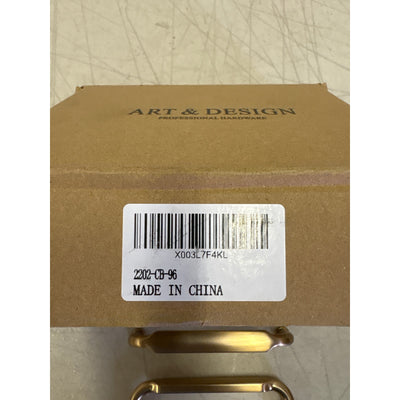 ART & DESIGN
PROFESSIONAL HARDWARE
X003L7F4KL
2202-CB-96
MADE IN CHINA